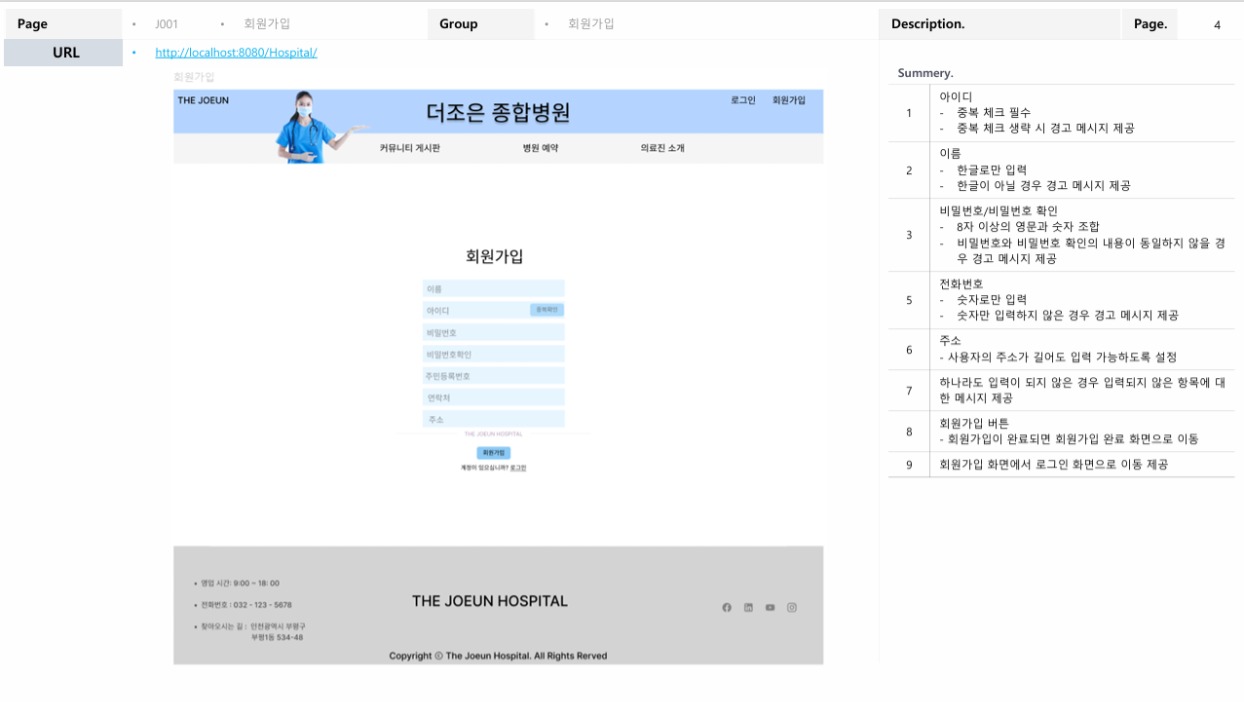 Page
• J001
• 회원가입
Group
• 회원가입
Description.
Page.
4
URL
• http://localhost:8080/Hospital/
회원가입
THE JOEUN
더조은 종합병원
로그인
회원가입
커뮤니티 게시판
병원 예약
의료진 소개
회원가입
이름
아이디
중복확인
비밀번호
비밀번호확인
주민등록번호
연락처
주소
THE JOEUN HOSPITAL
회원가입
계정이 있으십니까? 로그인
• 영업 시간: 9:00 ~ 18: 00
• 전화번호 : 032 - 123 - 5678
• 찾아오시는 길 : 인천광역시 부평구
부평1동 534-48
THE JOEUN HOSPITAL
Copyright ⓒ The Joeun Hospital. All Rights Rerved
Summery.
1
아이디
- 중복 체크 필수
- 중복 체크 생략 시 경고 메시지 제공
2
이름
- 한글로만 입력
- 한글이 아닐 경우 경고 메시지 제공
3
비밀번호/비밀번호 확인
- 8자 이상의 영문과 숫자 조합
- 비밀번호와 비밀번호 확인의 내용이 동일하지 않을 경
우 경고 메시지 제공
5
전화번호
- 숫자로만 입력
- 숫자만 입력하지 않은 경우 경고 메시지 제공
6
주소
- 사용자의 주소가 길어도 입력 가능하도록 설정
7
하나라도 입력이 되지 않은 경우 입력되지 않은 항목에 대
한 메시지 제공
8
회원가입 버튼
- 회원가입이 완료되면 회원가입 완료 화면으로 이동
9
회원가입 화면에서 로그인 화면으로 이동 제공